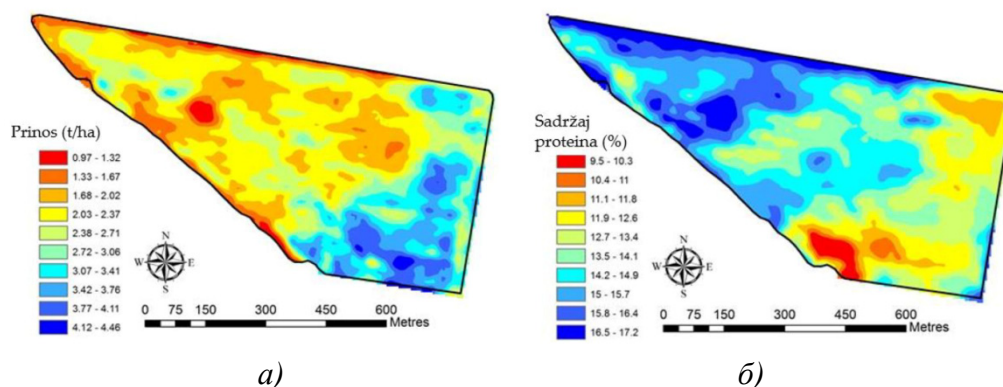 Prinos (t/ha)
0.97 - 1.32
1.33 - 1.67
1.68 - 2.02
2.03 - 2.37
2.38 - 2.71
2.72 - 3.06
3.07 - 3.41
3.42 - 3.76
3.77 - 4.11
4.12 - 4.46
N
W E
S
0 75 150 300 450 600
Metres
а)
Sadržaj
proteina (%)
9.5 - 10.3
10.4 - 11
11.1 - 11.8
11.9 - 12.6
12.7 - 13.4
13.5 - 14.1
14.2 - 14.9
15 - 15.7
15.8 - 16.4
16.5 - 17.2
N
W E
S
0 75 150 300 450 600
Metres
б)